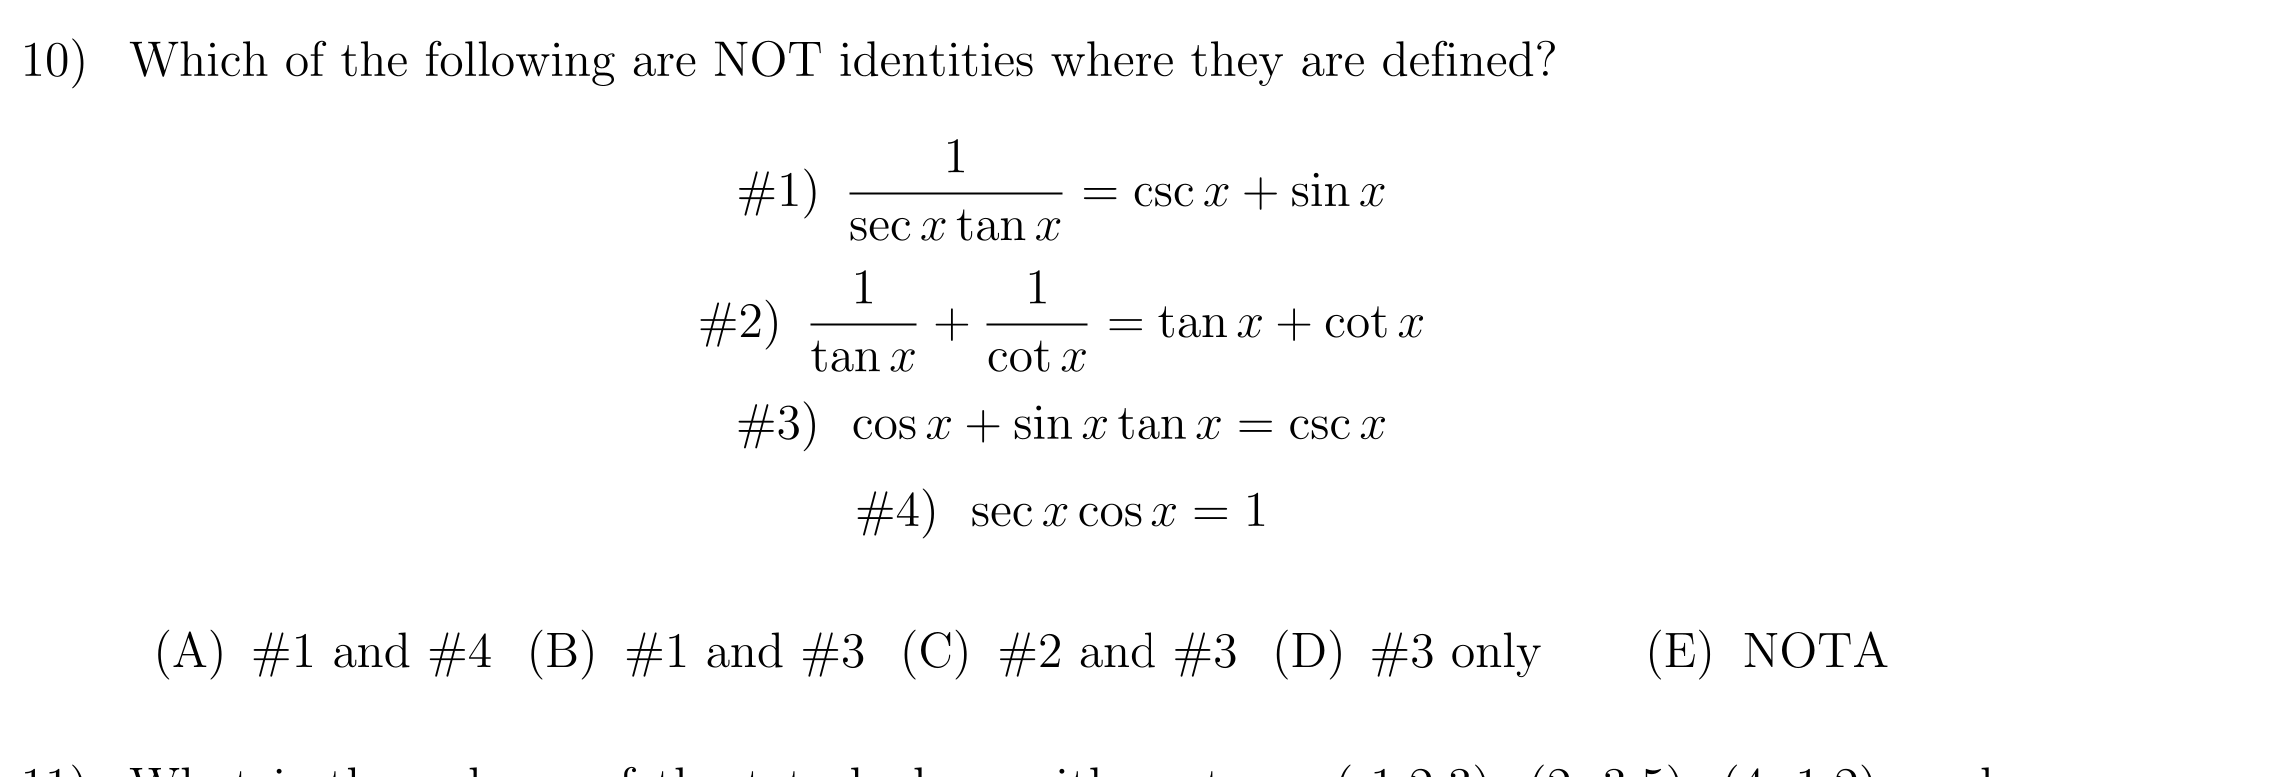 10) Which of the following are NOT identities where they are defined?
#1) \frac{1}{\sec x \tan x} = \csc x + \sin x
#2) \frac{1}{\tan x} + \frac{1}{\cot x} = \tan x + \cot x
#3) \cos x + \sin x \tan x = \csc x
#4) \sec x \cos x = 1
(A) #1 and #4 (B) #1 and #3 (C) #2 and #3 (D) #3 only (E) NOTA